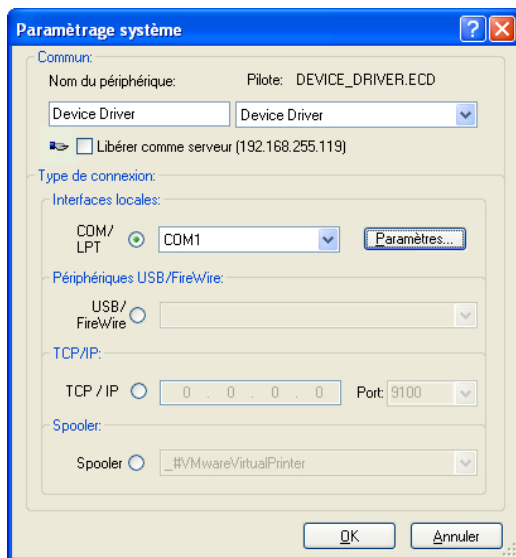 Paramètrage système
Commun:
Nom du périphérique: Pilote: DEVICE_DRIVER.ECD
Device Driver Device Driver
Libérer comme serveur (192.168.255.119)
Type de connexion:
Interfaces locales:
COM/
LPT COM1 Paramètres...
Périphériques USB/FireWire:
USB/
FireWire
TCP/IP:
TCP / IP 0 . 0 . 0 . 0 Port: 9100
Spooler:
Spooler _#VMwareVirtualPrinter
OK Annuler